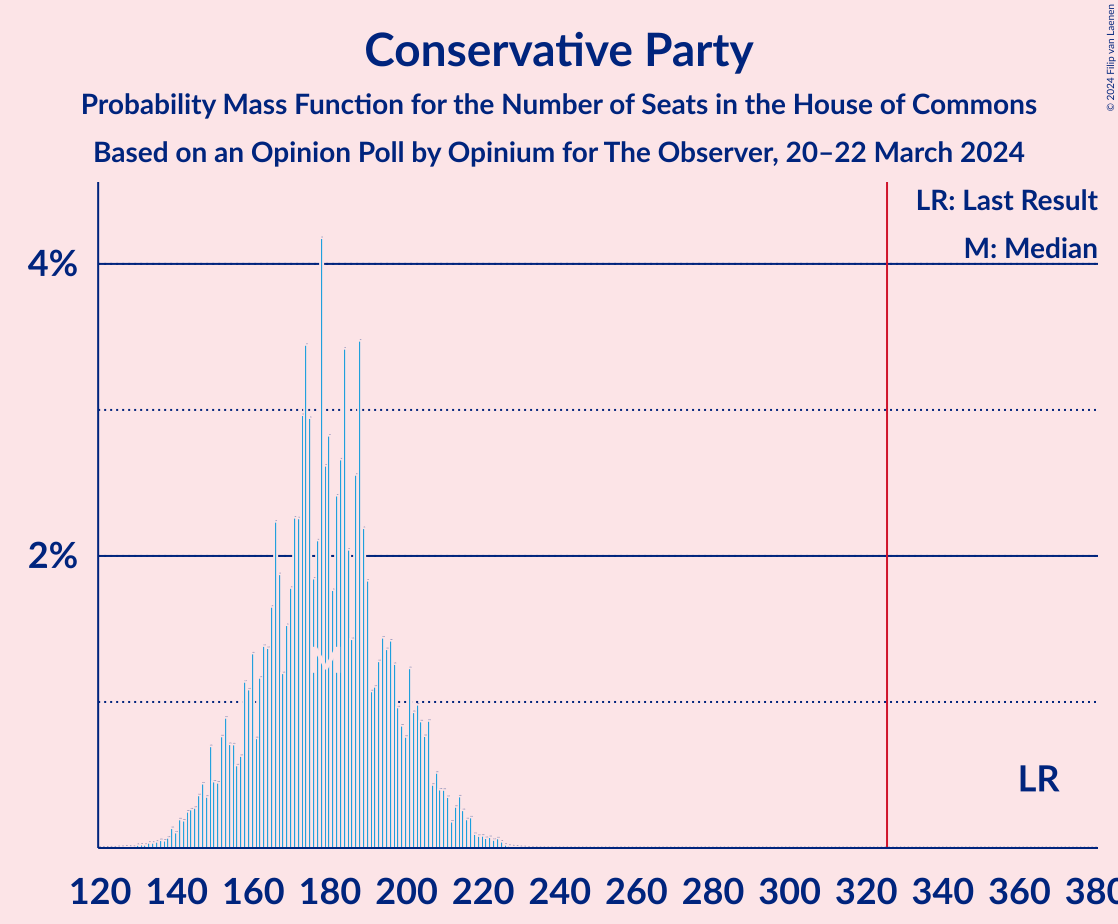 Conservative Party
Probability Mass Function for the Number of Seats in the House of Commons
Based on an Opinion Poll by Opinium for The Observer, 20–22 March 2024
© 2024 Filip van Laenen
LR: Last Result
M: Median
4%
2%
M
LR
120 140 160 180 200 220 240 260 280 300 320 340 360 380